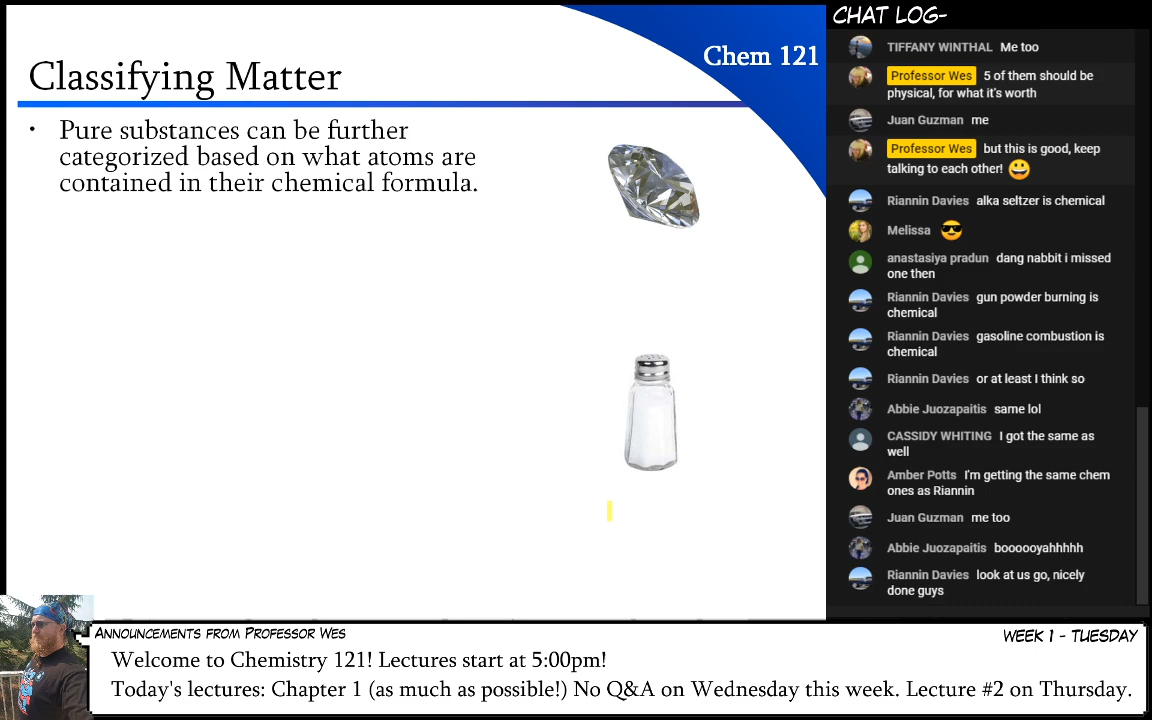 Chem 121
Classifying Matter
• Pure substances can be further
categorized based on what atoms are
contained in their chemical formula.
CHAT LOG-
TIFFANY WINTHAL Me too
Professor Wes 5 of them should be
physical, for what it's worth
Juan Guzman me
Professor Wes but this is good, keep
talking to each other! 😀
Riannin Davies alka seltzer is chemical
Melissa 😎
anastasiya pradun dang nabbit i missed
one then
Riannin Davies gun powder burning is
chemical
Riannin Davies gasoline combustion is
chemical
Riannin Davies or at least I think so
Abbie Juozapaitis same lol
CASSIDY WHITING I got the same as
well
Amber Potts I'm getting the same chem
ones as Riannin
Juan Guzman me too
Abbie Juozapaitis boooooyahhhhh
Riannin Davies look at us go, nicely
done guys
ANNOUNCEMENTS FROM PROFESSOR WES
WEEK 1 - TUESDAY
Welcome to Chemistry 121! Lectures start at 5:00pm!
Today's lectures: Chapter 1 (as much as possible!) No Q&A on Wednesday this week. Lecture #2 on Thursday.